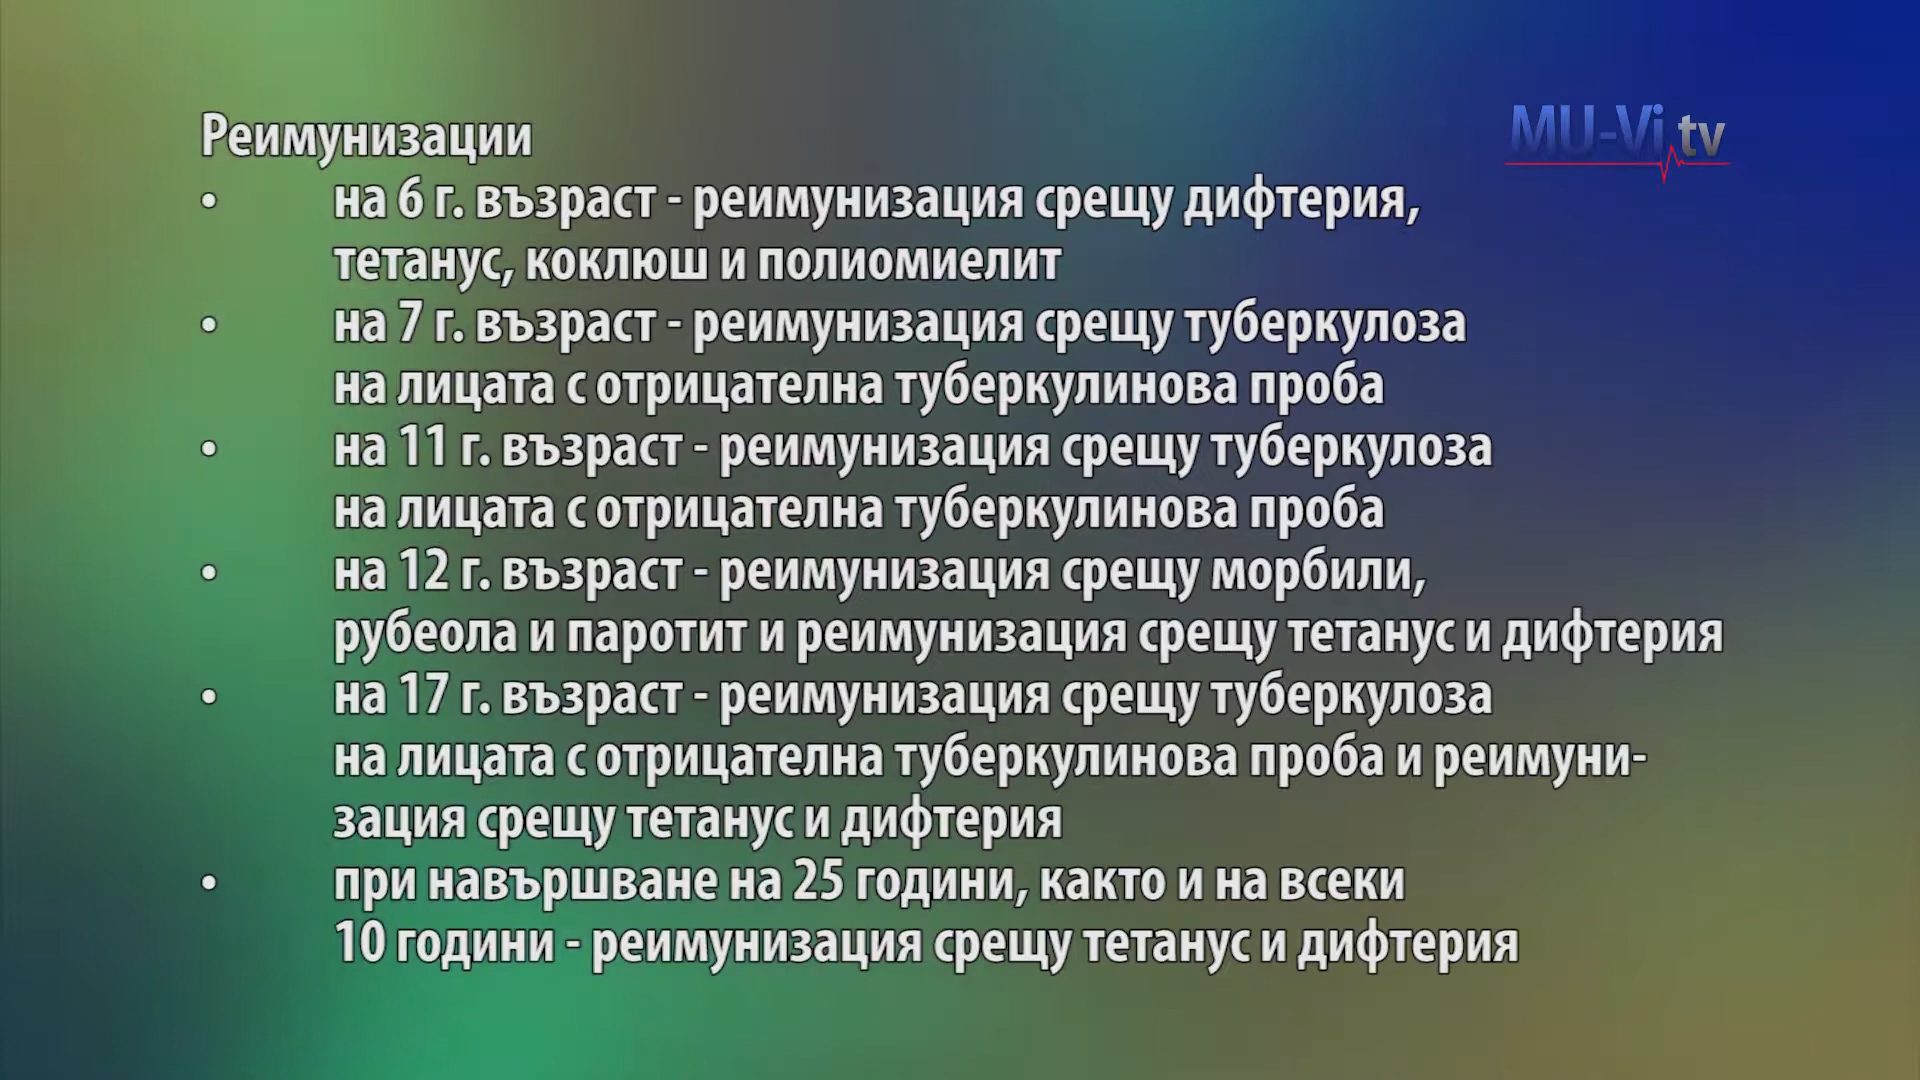 Реимунизации
MU-Vi.tv
• на 6 г. възраст - реимунизация срещу дифтерия,
тетанус, коклюш и полиомиелит
• на 7 г. възраст - реимунизация срещу туберкулоза
на лицата с отрицателна туберкулинова проба
• на 11 г. възраст - реимунизация срещу туберкулоза
на лицата с отрицателна туберкулинова проба
• на 12 г. възраст - реимунизация срещу морбили,
рубеола и паротит и реимунизация срещу тетанус и дифтерия
• на 17 г. възраст - реимунизация срещу туберкулоза
на лицата с отрицателна туберкулинова проба и реимуни-
зация срещу тетанус и дифтерия
• при навършване на 25 години, както и на всеки
10 години - реимунизация срещу тетанус и дифтерия